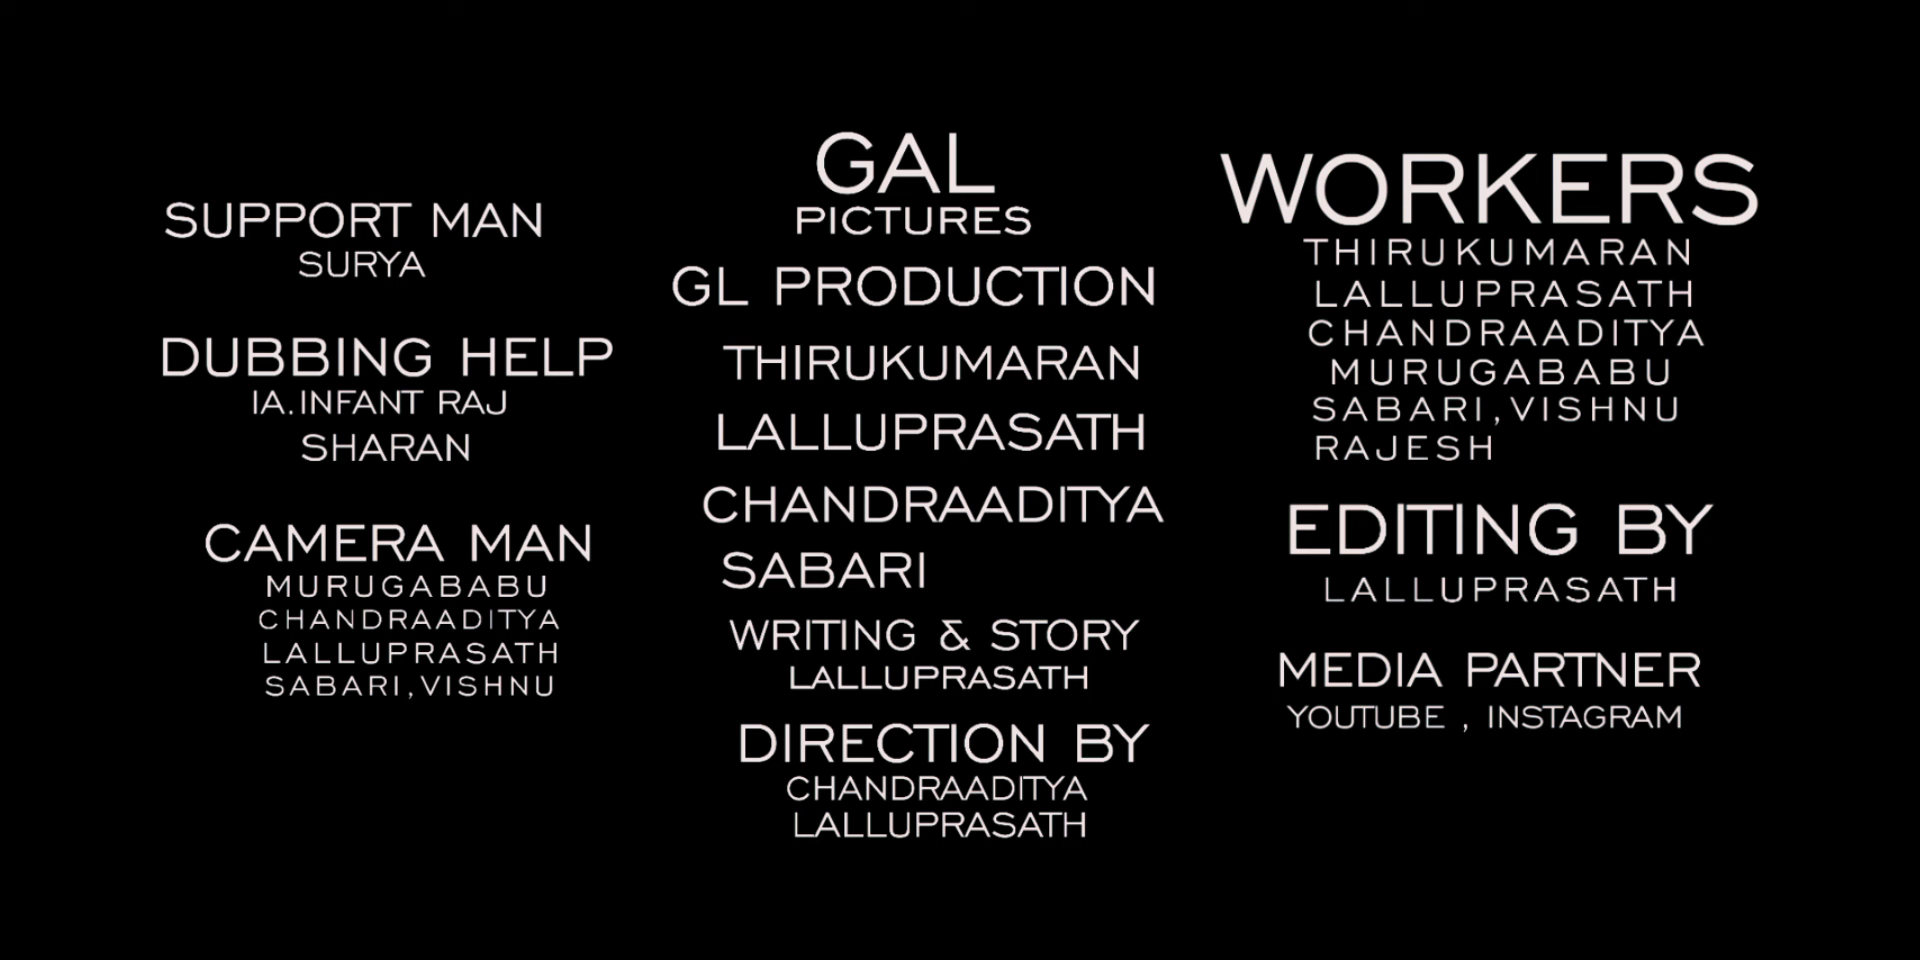 SUPPORT MAN
SURYA
DUBBING HELP
IA.INFANT RAJ
SHARAN
CAMERA MAN
MURUGABABU
CHANDRAADITYA
LALLUPRASATH
SABARI,VISHNU
GAL
PICTURES
GL PRODUCTION
THIRUKUMARAN
LALLUPRASATH
CHANDRAADITYA
SABARI
WRITING & STORY
LALLUPRASATH
DIRECTION BY
CHANDRAADITYA
LALLUPRASATH
WORKERS
THIRUKUMARAN
LALLUPRASATH
CHANDRAADITYA
MURUGABABU
SABARI,VISHNU
RAJESH
EDITING BY
LALLUPRASATH
MEDIA PARTNER
YOUTUBE , INSTAGRAM